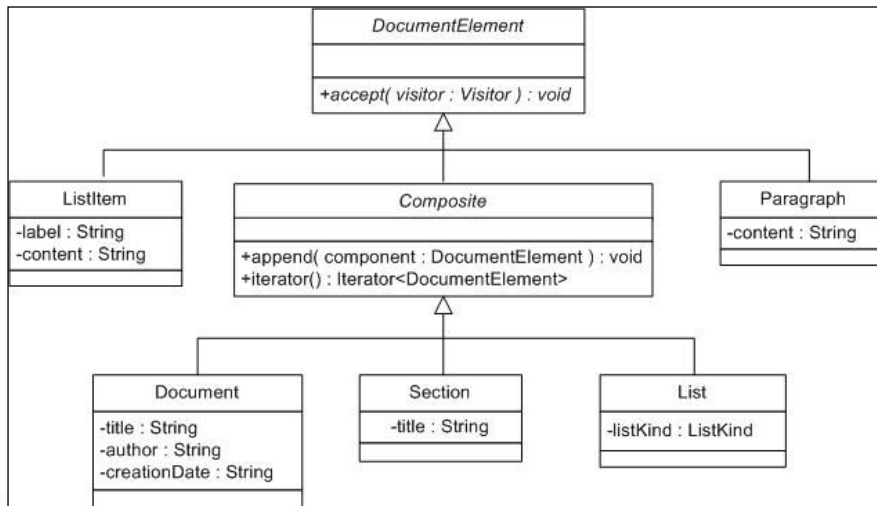 DocumentElement
+accept( visitor : Visitor ) : void
ListItem
-label : String
-content : String
Composite
+append( component : DocumentElement ) : void
+iterator() : Iterator<DocumentElement>
Paragraph
-content : String
Document
-title : String
-author : String
-creationDate : String
Section
-title : String
List
-listKind : ListKind